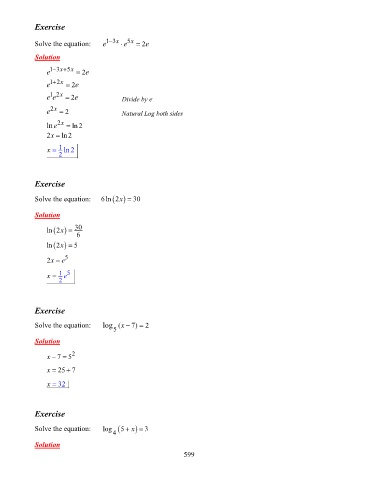 Exercise
Solve the equation: e^(1−3x) · e^(5x) = 2e
Solution
e^(1−3x+5x) = 2e
e^(1+2x) = 2e
e^1 e^(2x) = 2e Divide by e
e^(2x) = 2 Natural Log both sides
ln e^(2x) = ln 2
2x = ln 2
x = 1/2 ln 2
Exercise
Solve the equation: 6 ln (2x) = 30
Solution
ln (2x) = 30/6
ln (2x) = 5
2x = e^5
x = 1/2 e^5
Exercise
Solve the equation: log_5 (x − 7) = 2
Solution
x − 7 = 5^2
x = 25 + 7
x = 32
Exercise
Solve the equation: log_4 (5 + x) = 3
Solution
599